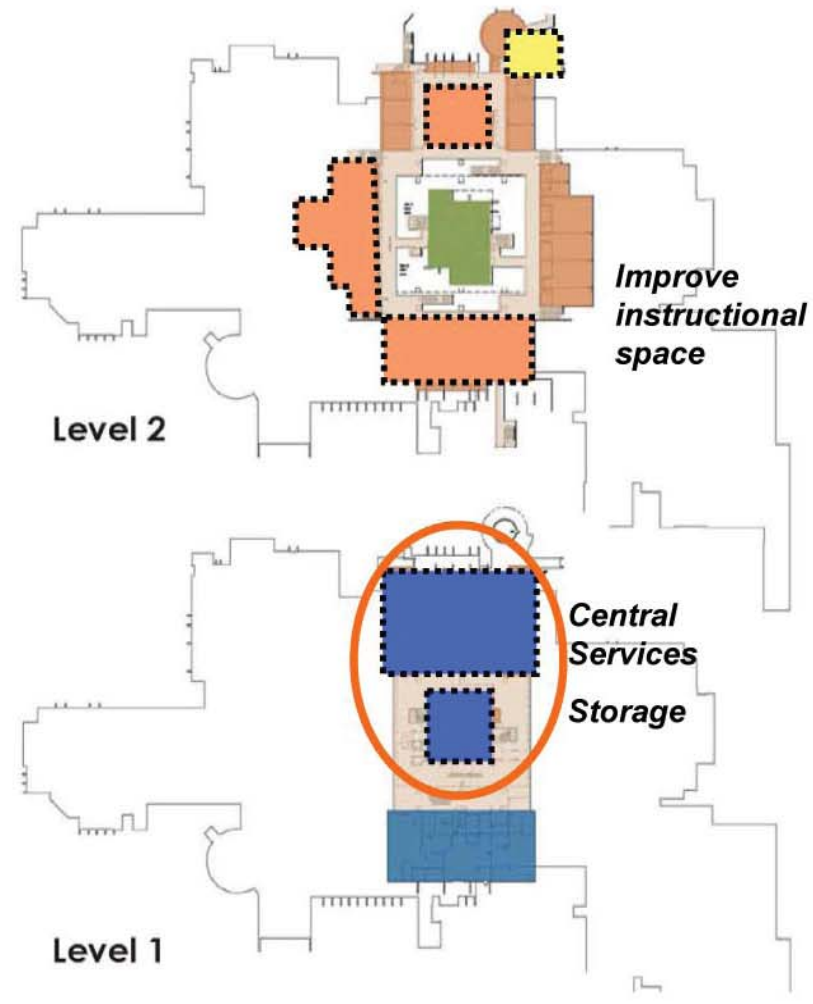 Improve
instructional
space
Level 2
Central
Services
Storage
Level 1